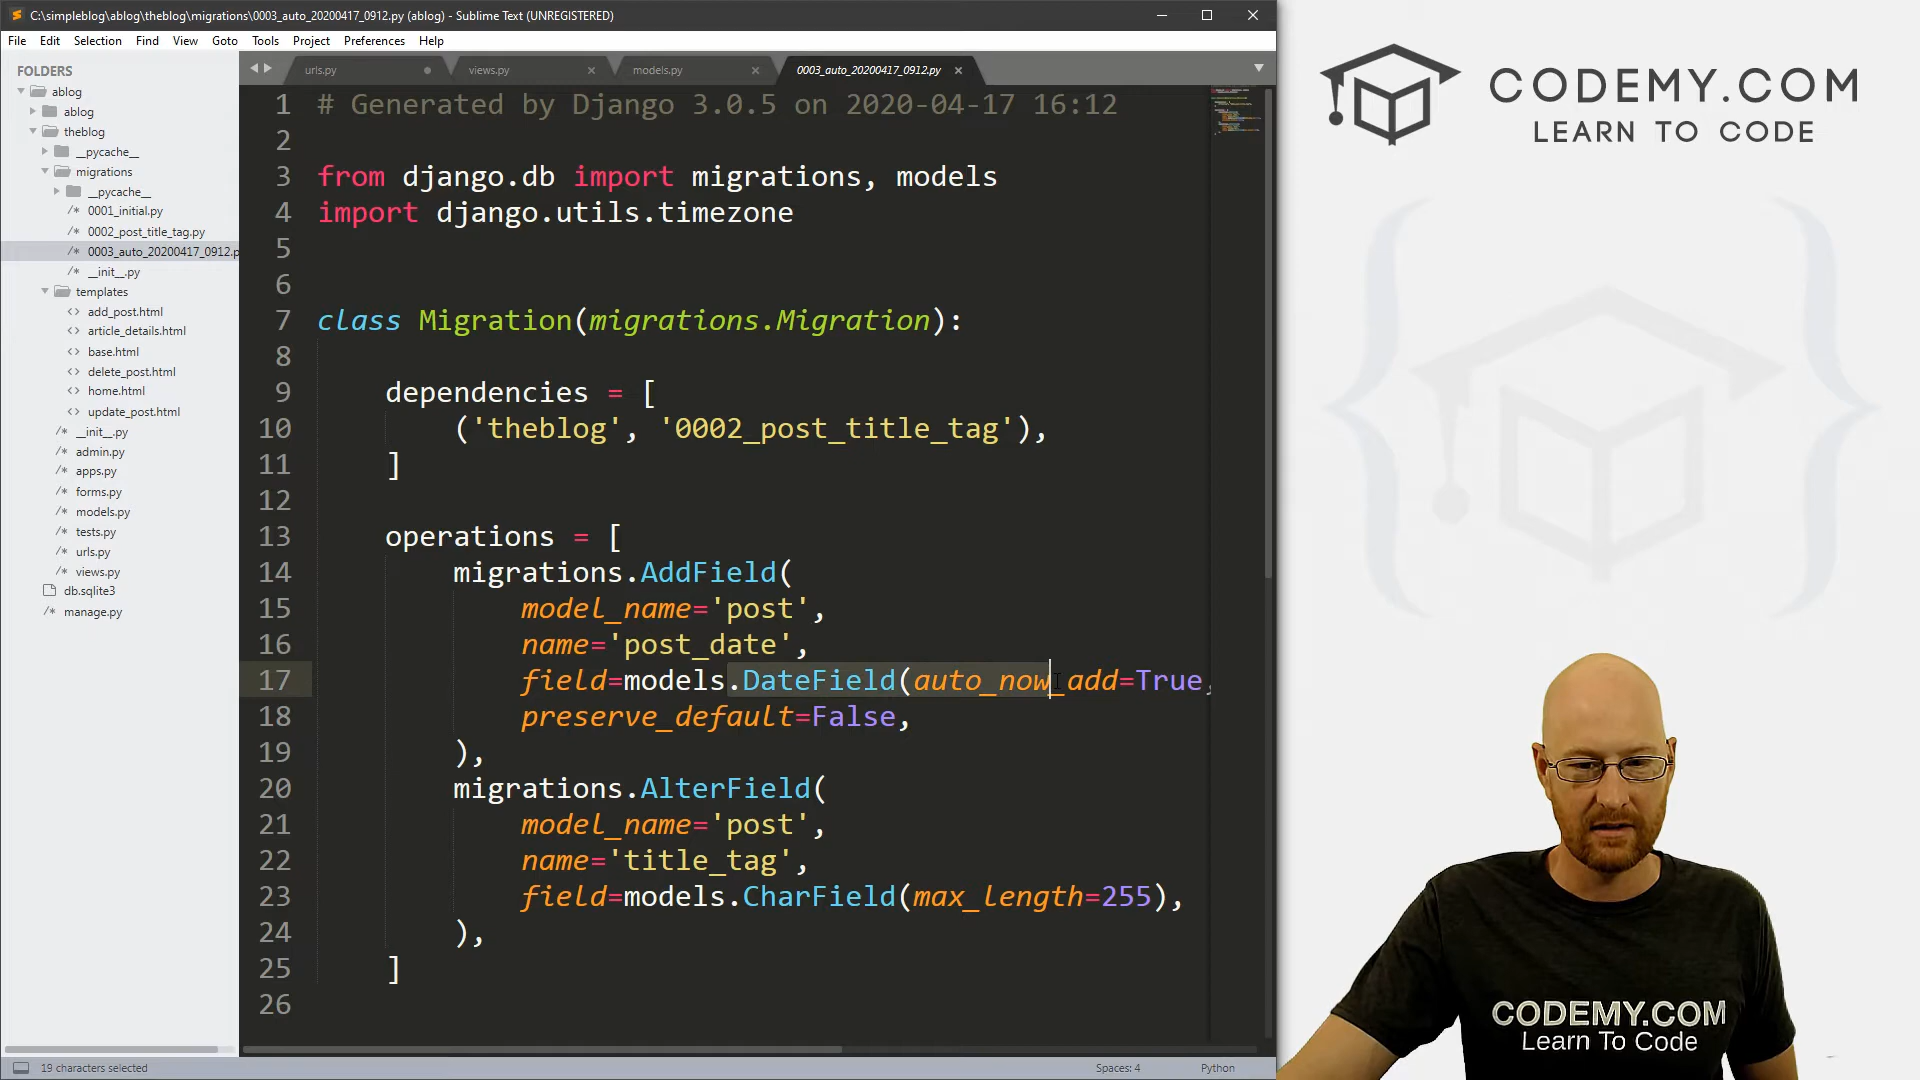 C:\simpleblog\ablog\theblog\migrations\0003_auto_20200417_0912.py (ablog) - Sublime Text (UNREGISTERED)
File Edit Selection Find View Goto Tools Project Preferences Help
FOLDERS
ablog
ablog
theblog
__pycache__
migrations
__pycache__
/* 0001_initial.py
/* 0002_post_title_tag.py
/* 0003_auto_20200417_0912.p
/* __init__.py
templates
<> add_post.html
<> article_details.html
<> base.html
<> delete_post.html
<> home.html
<> update_post.html
/* __init__.py
/* admin.py
/* apps.py
/* forms.py
/* models.py
/* tests.py
/* urls.py
/* views.py
db.sqlite3
/* manage.py
urls.py views.py models.py 0003_auto_20200417_0912.py
1 # Generated by Django 3.0.5 on 2020-04-17 16:12
2
3 from django.db import migrations, models
4 import django.utils.timezone
5
6
7 class Migration(migrations.Migration):
8
9 dependencies = [
10 ('theblog', '0002_post_title_tag'),
11 ]
12
13 operations = [
14 migrations.AddField(
15 model_name='post',
16 name='post_date',
17 field=models.DateField(auto_now_add=True,
18 preserve_default=False,
19 ),
20 migrations.AlterField(
21 model_name='post',
22 name='title_tag',
23 field=models.CharField(max_length=255),
24 ),
25 ]
26
19 characters selected
Spaces: 4
Python
CODEMY.COM
LEARN TO CODE
CODEMY.COM
Learn To Code